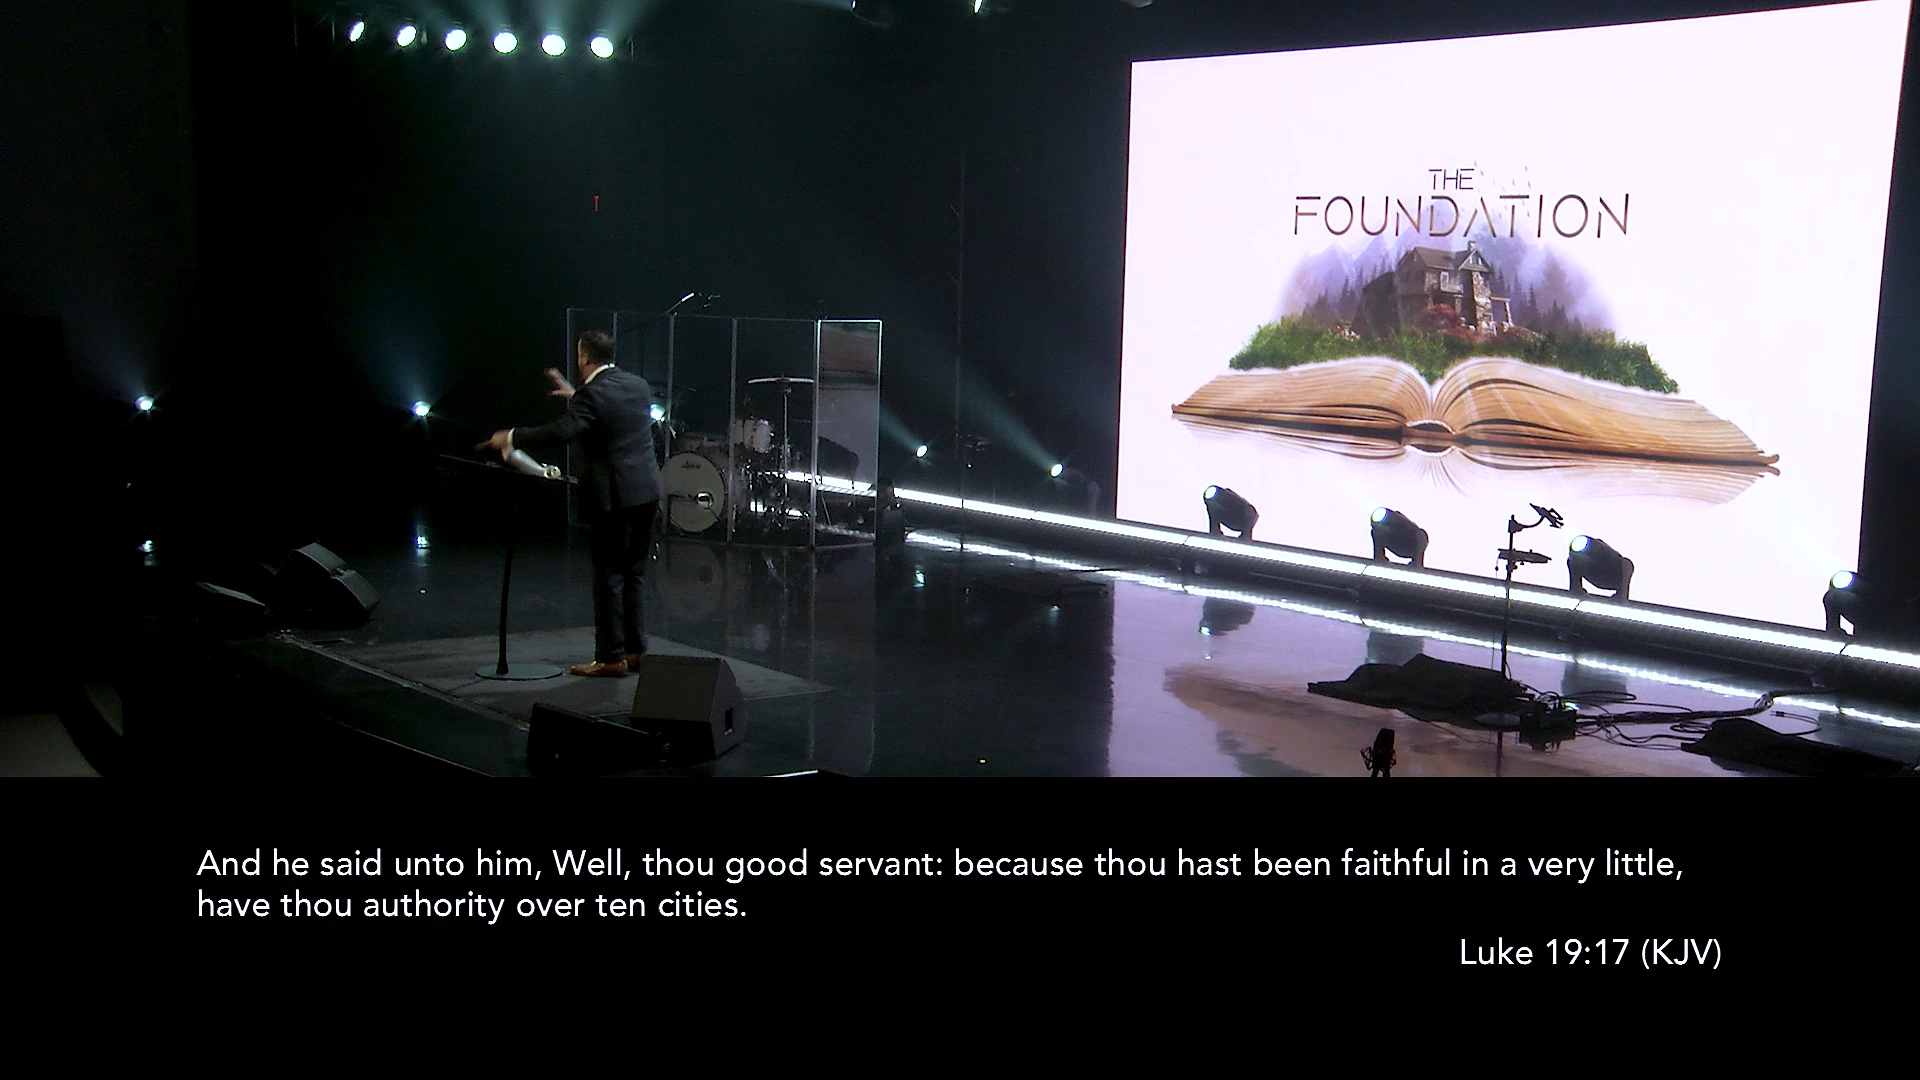 THE
FOUNDATION
And he said unto him, Well, thou good servant: because thou hast been faithful in a very little,
have thou authority over ten cities.
Luke 19:17 (KJV)